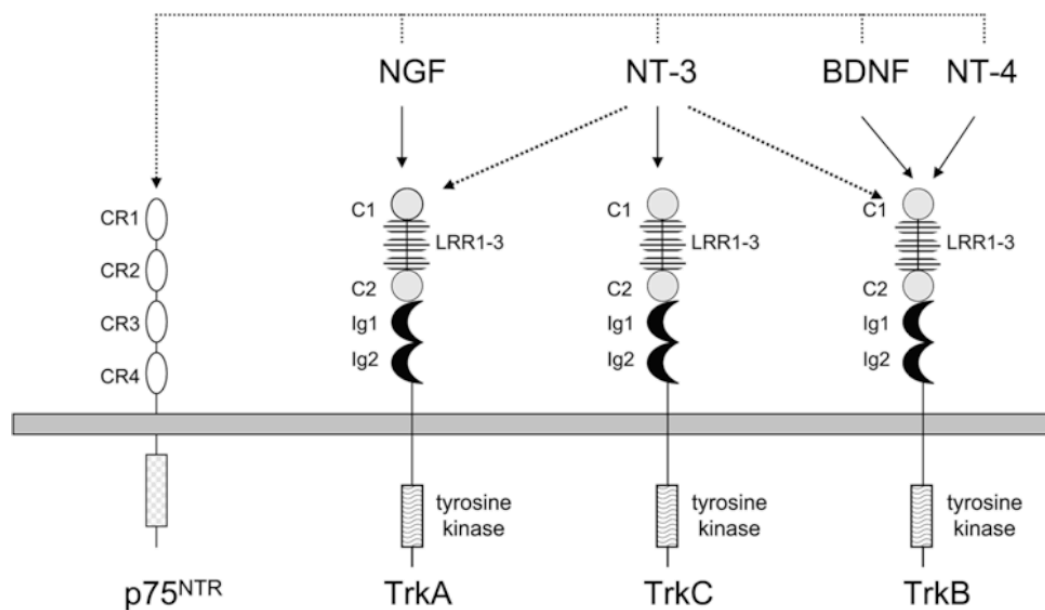 NGF NT-3 BDNF NT-4
C1 C1 C1
CR1
LRR1-3 LRR1-3 LRR1-3
CR2
C2 C2 C2
CR3 Ig1 Ig1 Ig1
Ig2 Ig2 Ig2
CR4
tyrosine tyrosine tyrosine
kinase kinase kinase
p75NTR TrkA TrkC TrkB